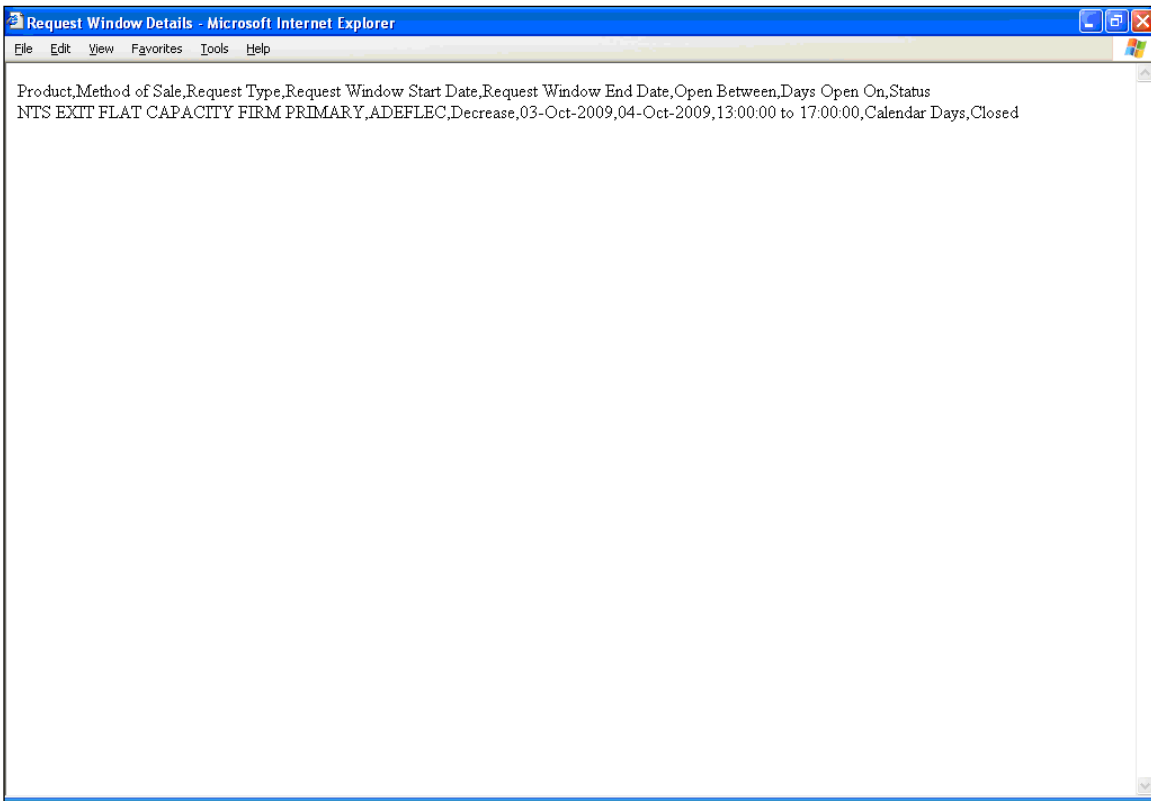 Request Window Details - Microsoft Internet Explorer
File Edit View Favorites Tools Help
Product,Method of Sale,Request Type,Request Window Start Date,Request Window End Date,Open Between,Days Open On,Status
NTS EXIT FLAT CAPACITY FIRM PRIMARY,ADEFLEC,Decrease,03-Oct-2009,04-Oct-2009,13:00:00 to 17:00:00,Calendar Days,Closed